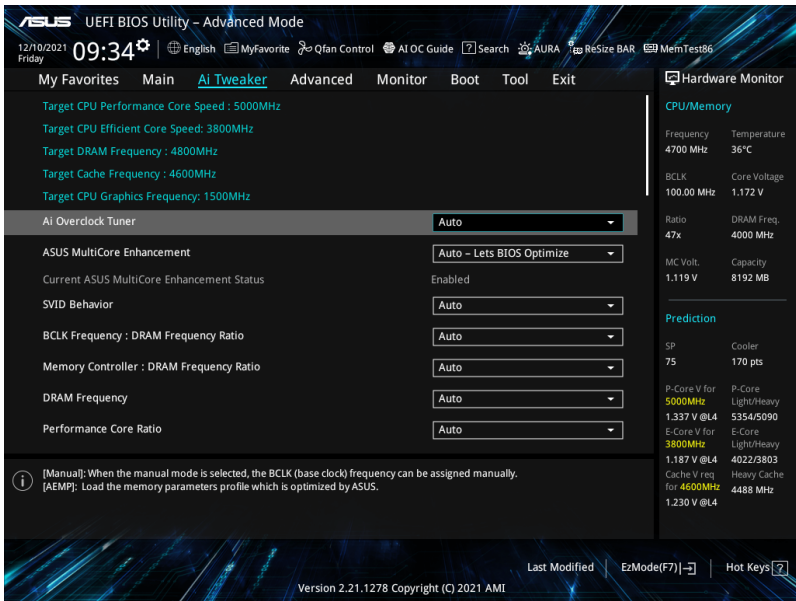 ASUS UEFI BIOS Utility – Advanced Mode
12/10/2021 Friday 09:34 English MyFavorite Qfan Control AI OC Guide ? Search AURA ReSize BAR MemTest86
My Favorites Main Ai Tweaker Advanced Monitor Boot Tool Exit
Target CPU Performance Core Speed : 5000MHz
Target CPU Efficient Core Speed: 3800MHz
Target DRAM Frequency : 4800MHz
Target Cache Frequency : 4600MHz
Target CPU Graphics Frequency: 1500MHz
Ai Overclock Tuner Auto
ASUS MultiCore Enhancement Auto – Lets BIOS Optimize
Current ASUS MultiCore Enhancement Status Enabled
SVID Behavior Auto
BCLK Frequency : DRAM Frequency Ratio Auto
Memory Controller : DRAM Frequency Ratio Auto
DRAM Frequency Auto
Performance Core Ratio Auto
[Manual]: When the manual mode is selected, the BCLK (base clock) frequency can be assigned manually.
[AEMP]: Load the memory parameters profile which is optimized by ASUS.
Hardware Monitor
CPU/Memory
Frequency Temperature
4700 MHz 36°C
BCLK Core Voltage
100.00 MHz 1.172 V
Ratio DRAM Freq.
47x 4000 MHz
MC Volt. Capacity
1.119 V 8192 MB
Prediction
SP Cooler
75 170 pts
P-Core V for P-Core
5000MHz Light/Heavy
1.337 V @L4 5354/5090
E-Core V for E-Core
3800MHz Light/Heavy
1.187 V @L4 4022/3803
Cache V req Heavy Cache
for 4600MHz 4488 MHz
1.230 V @L4
Last Modified EzMode(F7) Hot Keys ?
Version 2.21.1278 Copyright (C) 2021 AMI